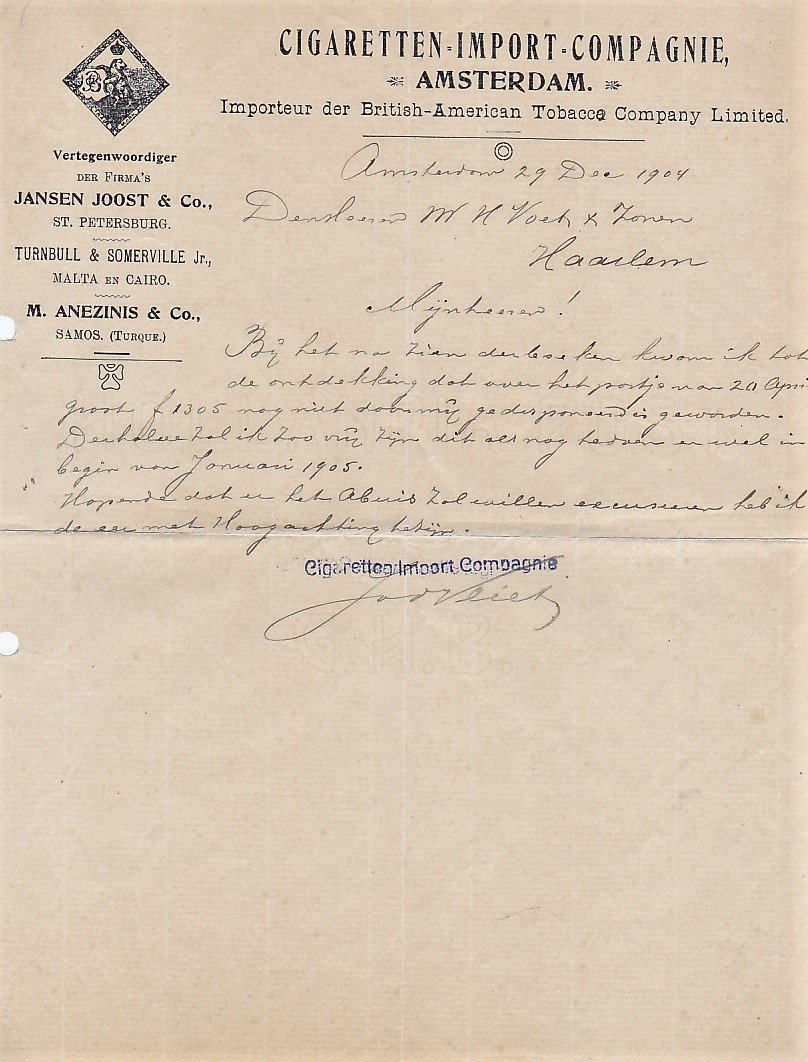 CIGARETTEN-IMPORT-COMPAGNIE,
AMSTERDAM.
Importeur der British-American Tobacco Company Limited.
Vertegenwoordiger
DER FIRMA'S
JANSEN JOOST & Co.,
ST. PETERSBURG.
TURNBULL & SOMERVILLE Jr.,
MALTA EN CAIRO.
M. ANEZINIS & Co.,
SAMOS. (TURQUE.)
Amsterdam 29 Dec 1904
Den Heeren W H Voet & Zonen
Haarlem
Mijnheeren!
Bij het na zien der boeken kwam ik tot
de ontdekking dat over het partje van 20 Apri
groot f 1305 nog niet door mij gedisponeerd is geworden.
Derhalve zal ik zoo vrij zijn dit als nog te doen en wel in
begin van Januari 1905.
Hopende dat u het Abuis zal willen excuseeren heb ik
de eer met Hoogachting te zijn.
Cigaretten Import Compagnie